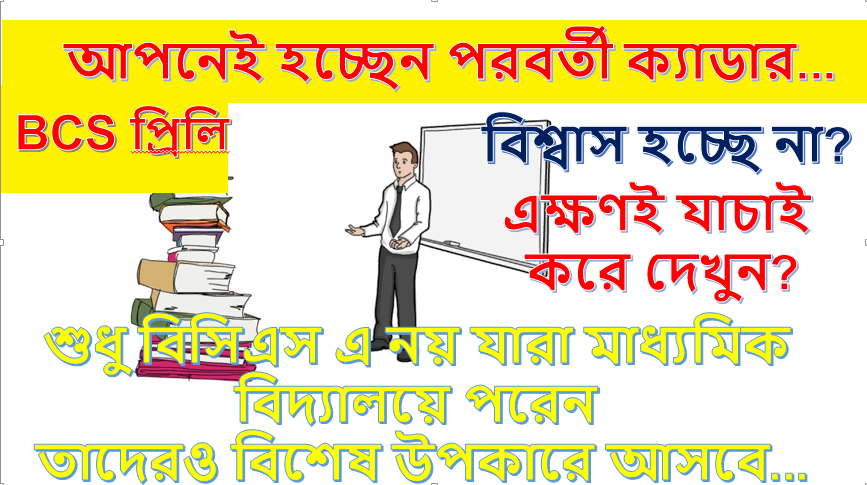 আপনেই হচ্ছেন পরবর্তী ক্যাডার...
BCS প্রিলি
বিশ্বাস হচ্ছে না?
এক্ষণই যাচাই
করে দেখুন?
শুধু বিসিএস এ নয় যারা মাধ্যমিক
বিদ্যালয়ে পরেন
তাদেরও বিশেষ উপকারে আসবে...